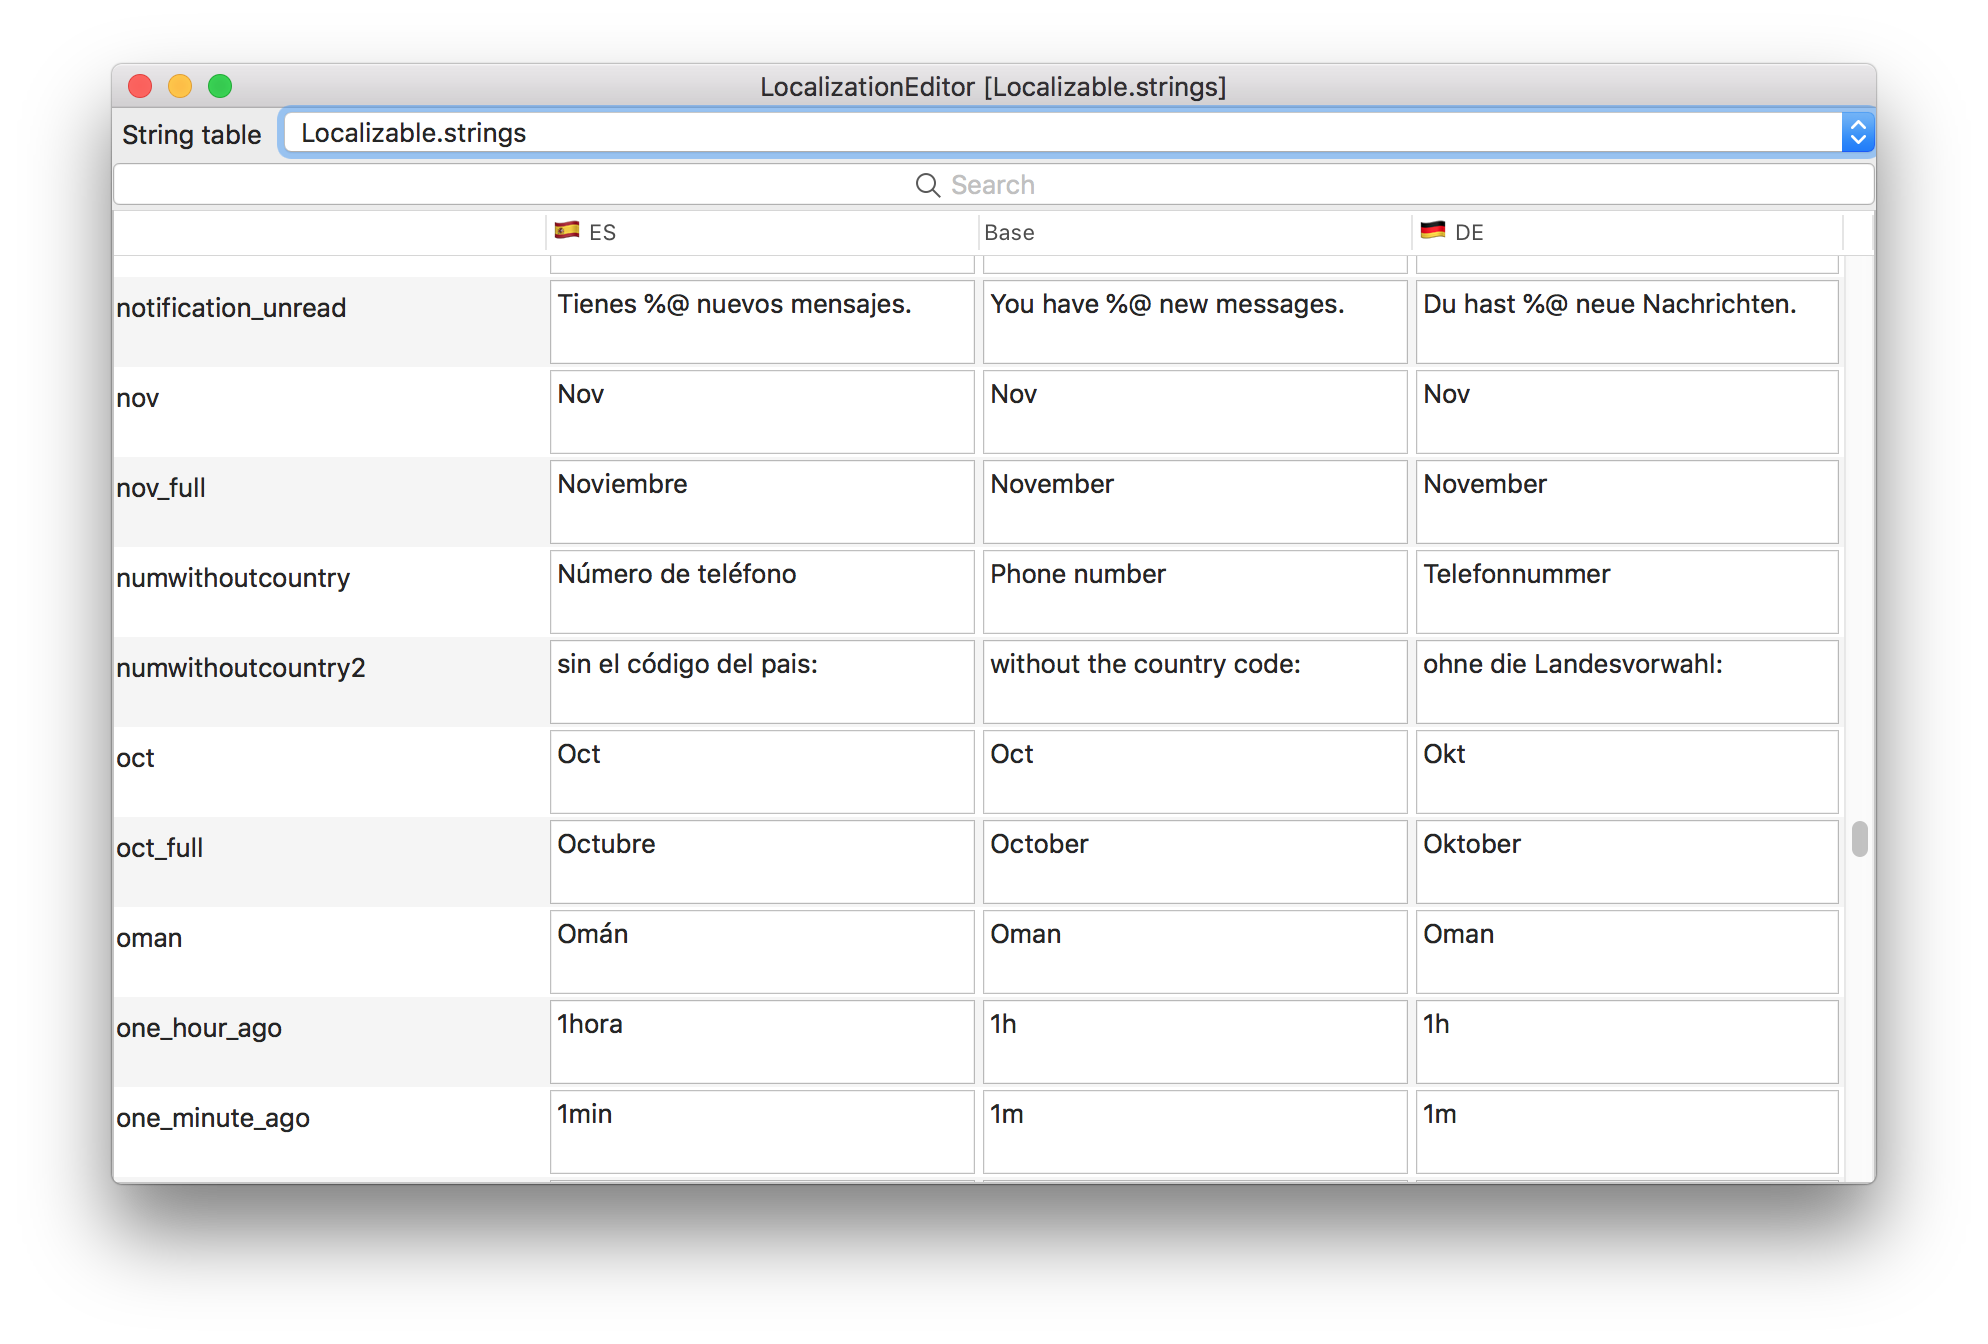 LocalizationEditor [Localizable.strings]
String table Localizable.strings
Search
ES Base DE
notification_unread Tienes %@ nuevos mensajes. You have %@ new messages. Du hast %@ neue Nachrichten.
nov Nov Nov Nov
nov_full Noviembre November November
numwithoutcountry Número de teléfono Phone number Telefonnummer
numwithoutcountry2 sin el código del pais: without the country code: ohne die Landesvorwahl:
oct Oct Oct Okt
oct_full Octubre October Oktober
oman Omán Oman Oman
one_hour_ago 1hora 1h 1h
one_minute_ago 1min 1m 1m